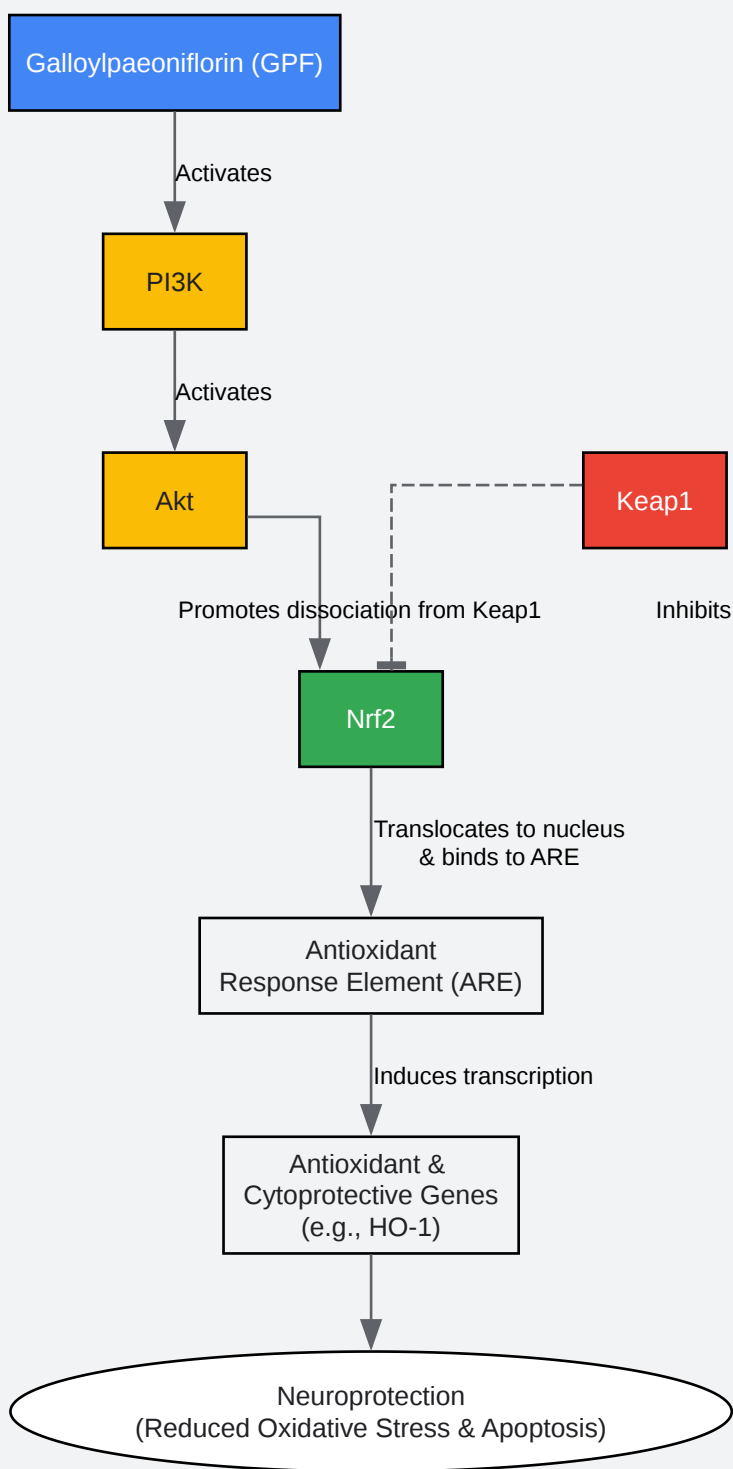 Galloylpaeoniflorin (GPF)
Activates
PI3K
Activates
Akt
Keap1
Promotes dissociation from Keap1
Inhibits
Nrf2
Translocates to nucleus
& binds to ARE
Antioxidant
Response Element (ARE)
Induces transcription
Antioxidant &
Cytoprotective Genes
(e.g., HO-1)
Neuroprotection
(Reduced Oxidative Stress & Apoptosis)